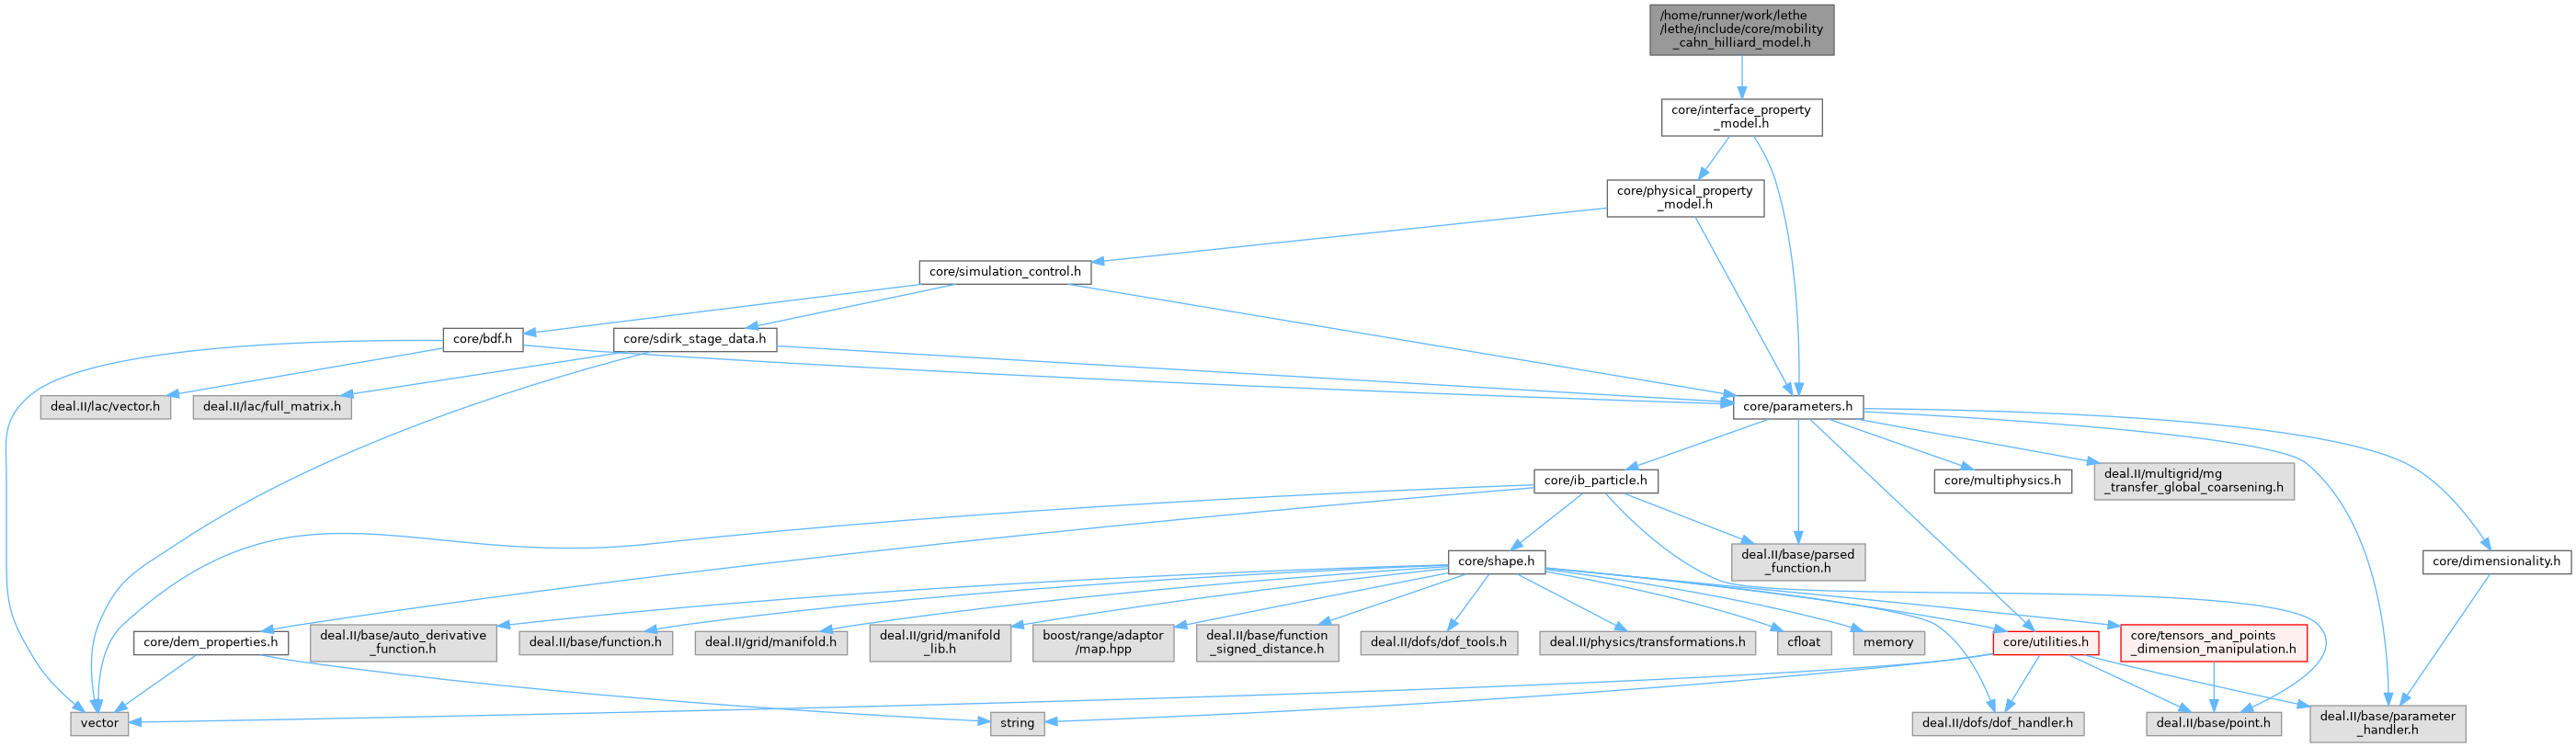 /home/runner/work/lethe
/lethe/include/core/mobility
_cahn_hilliard_model.h
core/interface_property
_model.h
core/physical_property
_model.h
core/simulation_control.h
core/bdf.h
core/sdirk_stage_data.h
deal.II/lac/vector.h
deal.II/lac/full_matrix.h
core/parameters.h
core/ib_particle.h
core/multiphysics.h
deal.II/multigrid/mg
_transfer_global_coarsening.h
core/shape.h
deal.II/base/parsed
_function.h
core/dimensionality.h
core/dem_properties.h
deal.II/base/auto_derivative
_function.h
deal.II/base/function.h
deal.II/grid/manifold.h
deal.II/grid/manifold
_lib.h
boost/range/adaptor
/map.hpp
deal.II/base/function
_signed_distance.h
deal.II/dofs/dof_tools.h
deal.II/physics/transformations.h
cfloat
memory
core/utilities.h
core/tensors_and_points
_dimension_manipulation.h
vector
string
deal.II/dofs/dof_handler.h
deal.II/base/point.h
deal.II/base/parameter
_handler.h